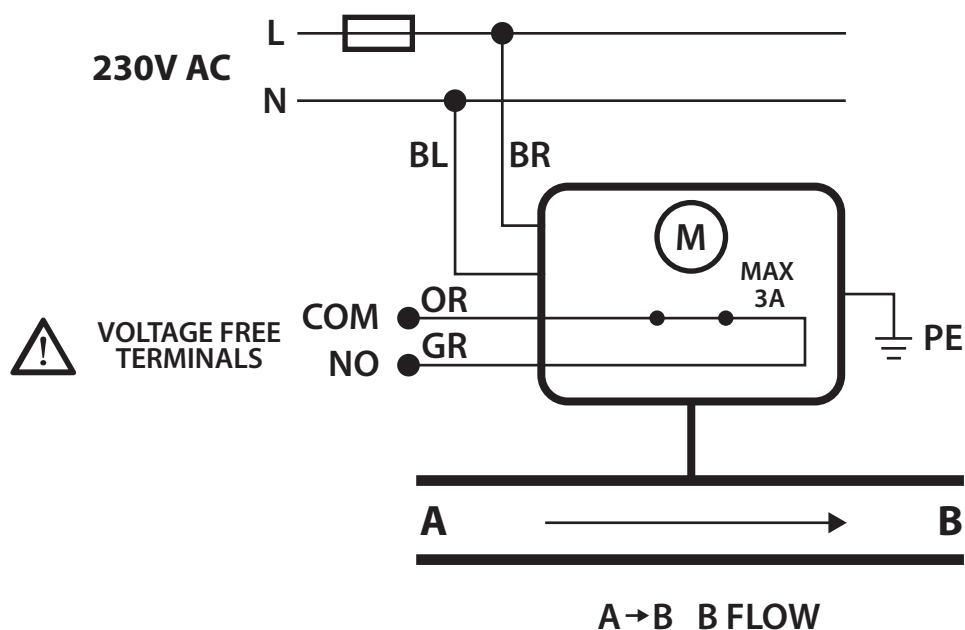 L
230V AC
N
BL BR
M
MAX
3A
COM OR
VOLTAGE FREE
TERMINALS
NO GR
PE
A B
A→B B FLOW